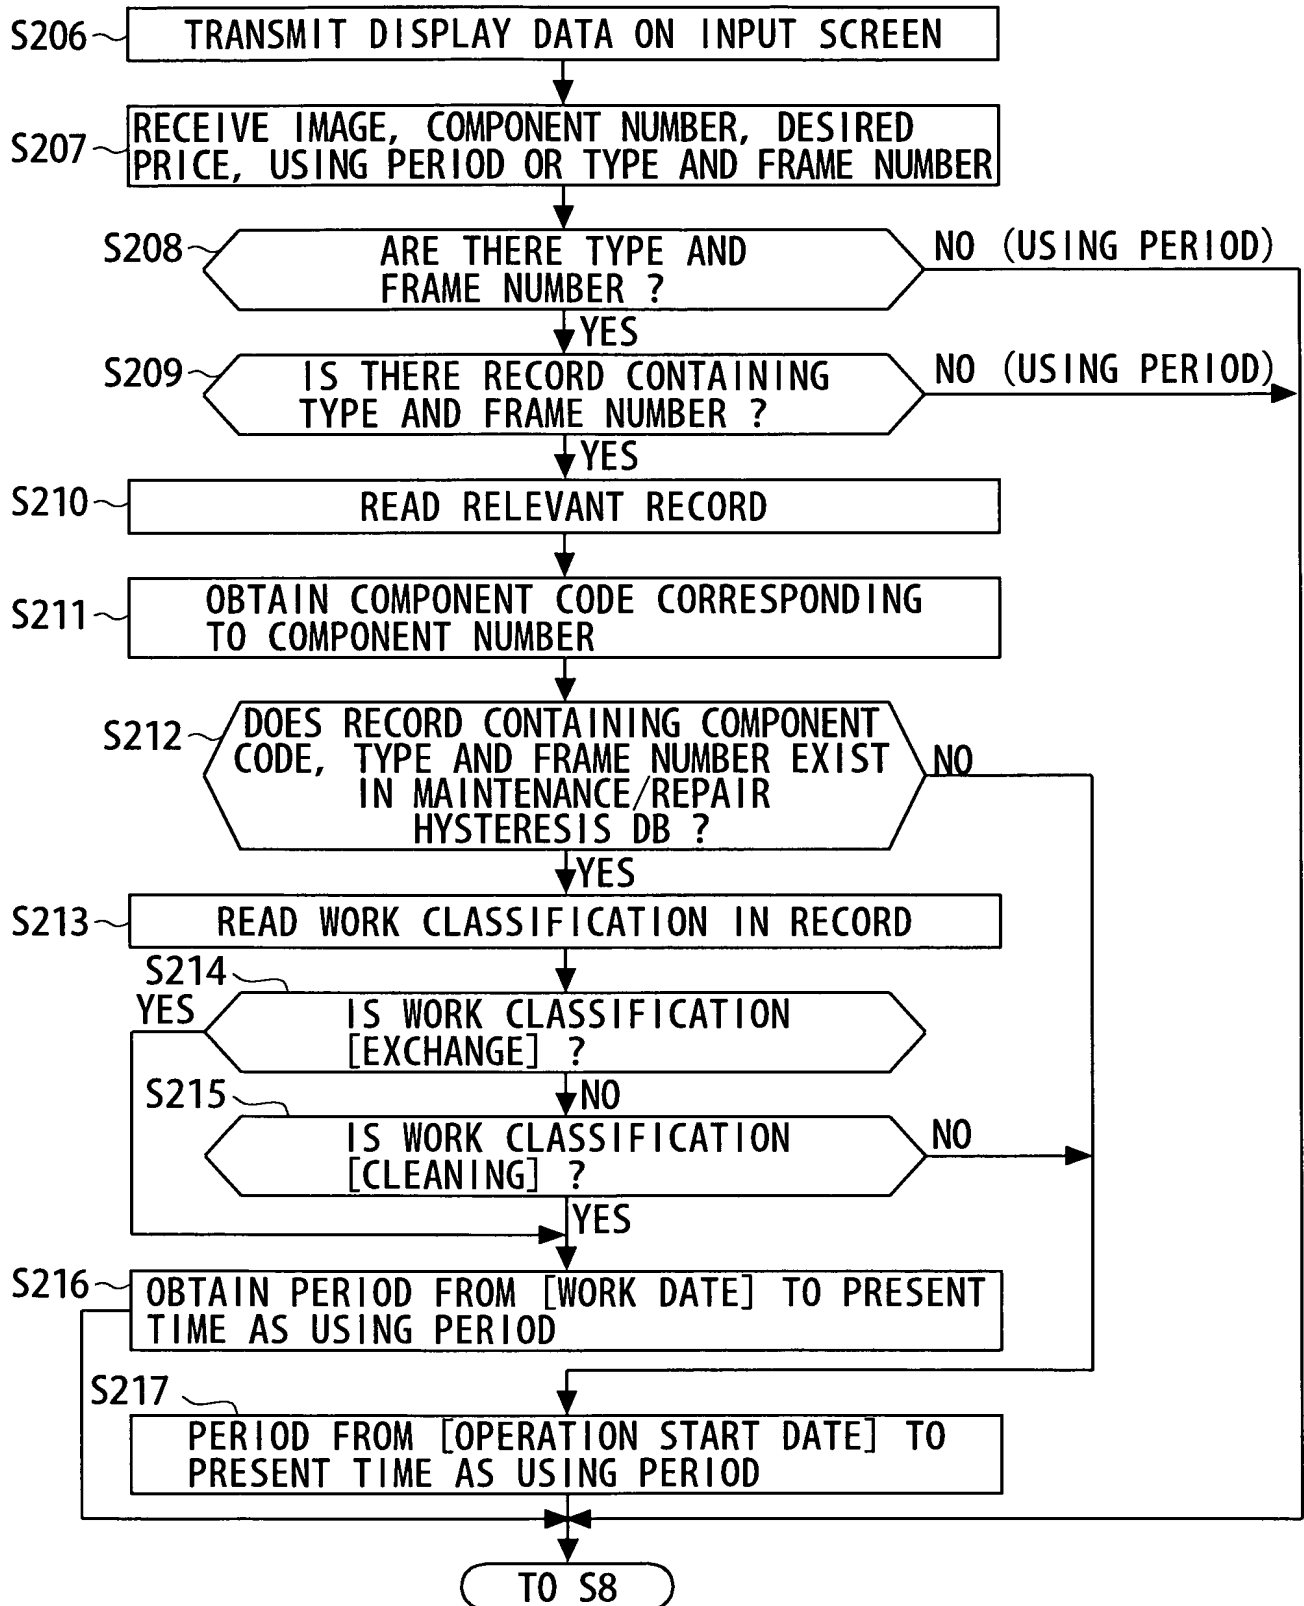 S206
TRANSMIT DISPLAY DATA ON INPUT SCREEN
S207
RECEIVE IMAGE, COMPONENT NUMBER, DESIRED
PRICE, USING PERIOD OR TYPE AND FRAME NUMBER
S208
ARE THERE TYPE AND
FRAME NUMBER ?
NO (USING PERIOD)
YES
S209
IS THERE RECORD CONTAINING
TYPE AND FRAME NUMBER ?
NO (USING PERIOD)
YES
S210
READ RELEVANT RECORD
S211
OBTAIN COMPONENT CODE CORRESPONDING
TO COMPONENT NUMBER
S212
DOES RECORD CONTAINING COMPONENT
CODE, TYPE AND FRAME NUMBER EXIST
IN MAINTENANCE/REPAIR
HYSTERESIS DB ?
NO
YES
S213
READ WORK CLASSIFICATION IN RECORD
S214
YES
IS WORK CLASSIFICATION
[EXCHANGE] ?
NO
S215
IS WORK CLASSIFICATION
[CLEANING] ?
NO
YES
S216
OBTAIN PERIOD FROM [WORK DATE] TO PRESENT
TIME AS USING PERIOD
S217
PERIOD FROM [OPERATION START DATE] TO
PRESENT TIME AS USING PERIOD
TO S8